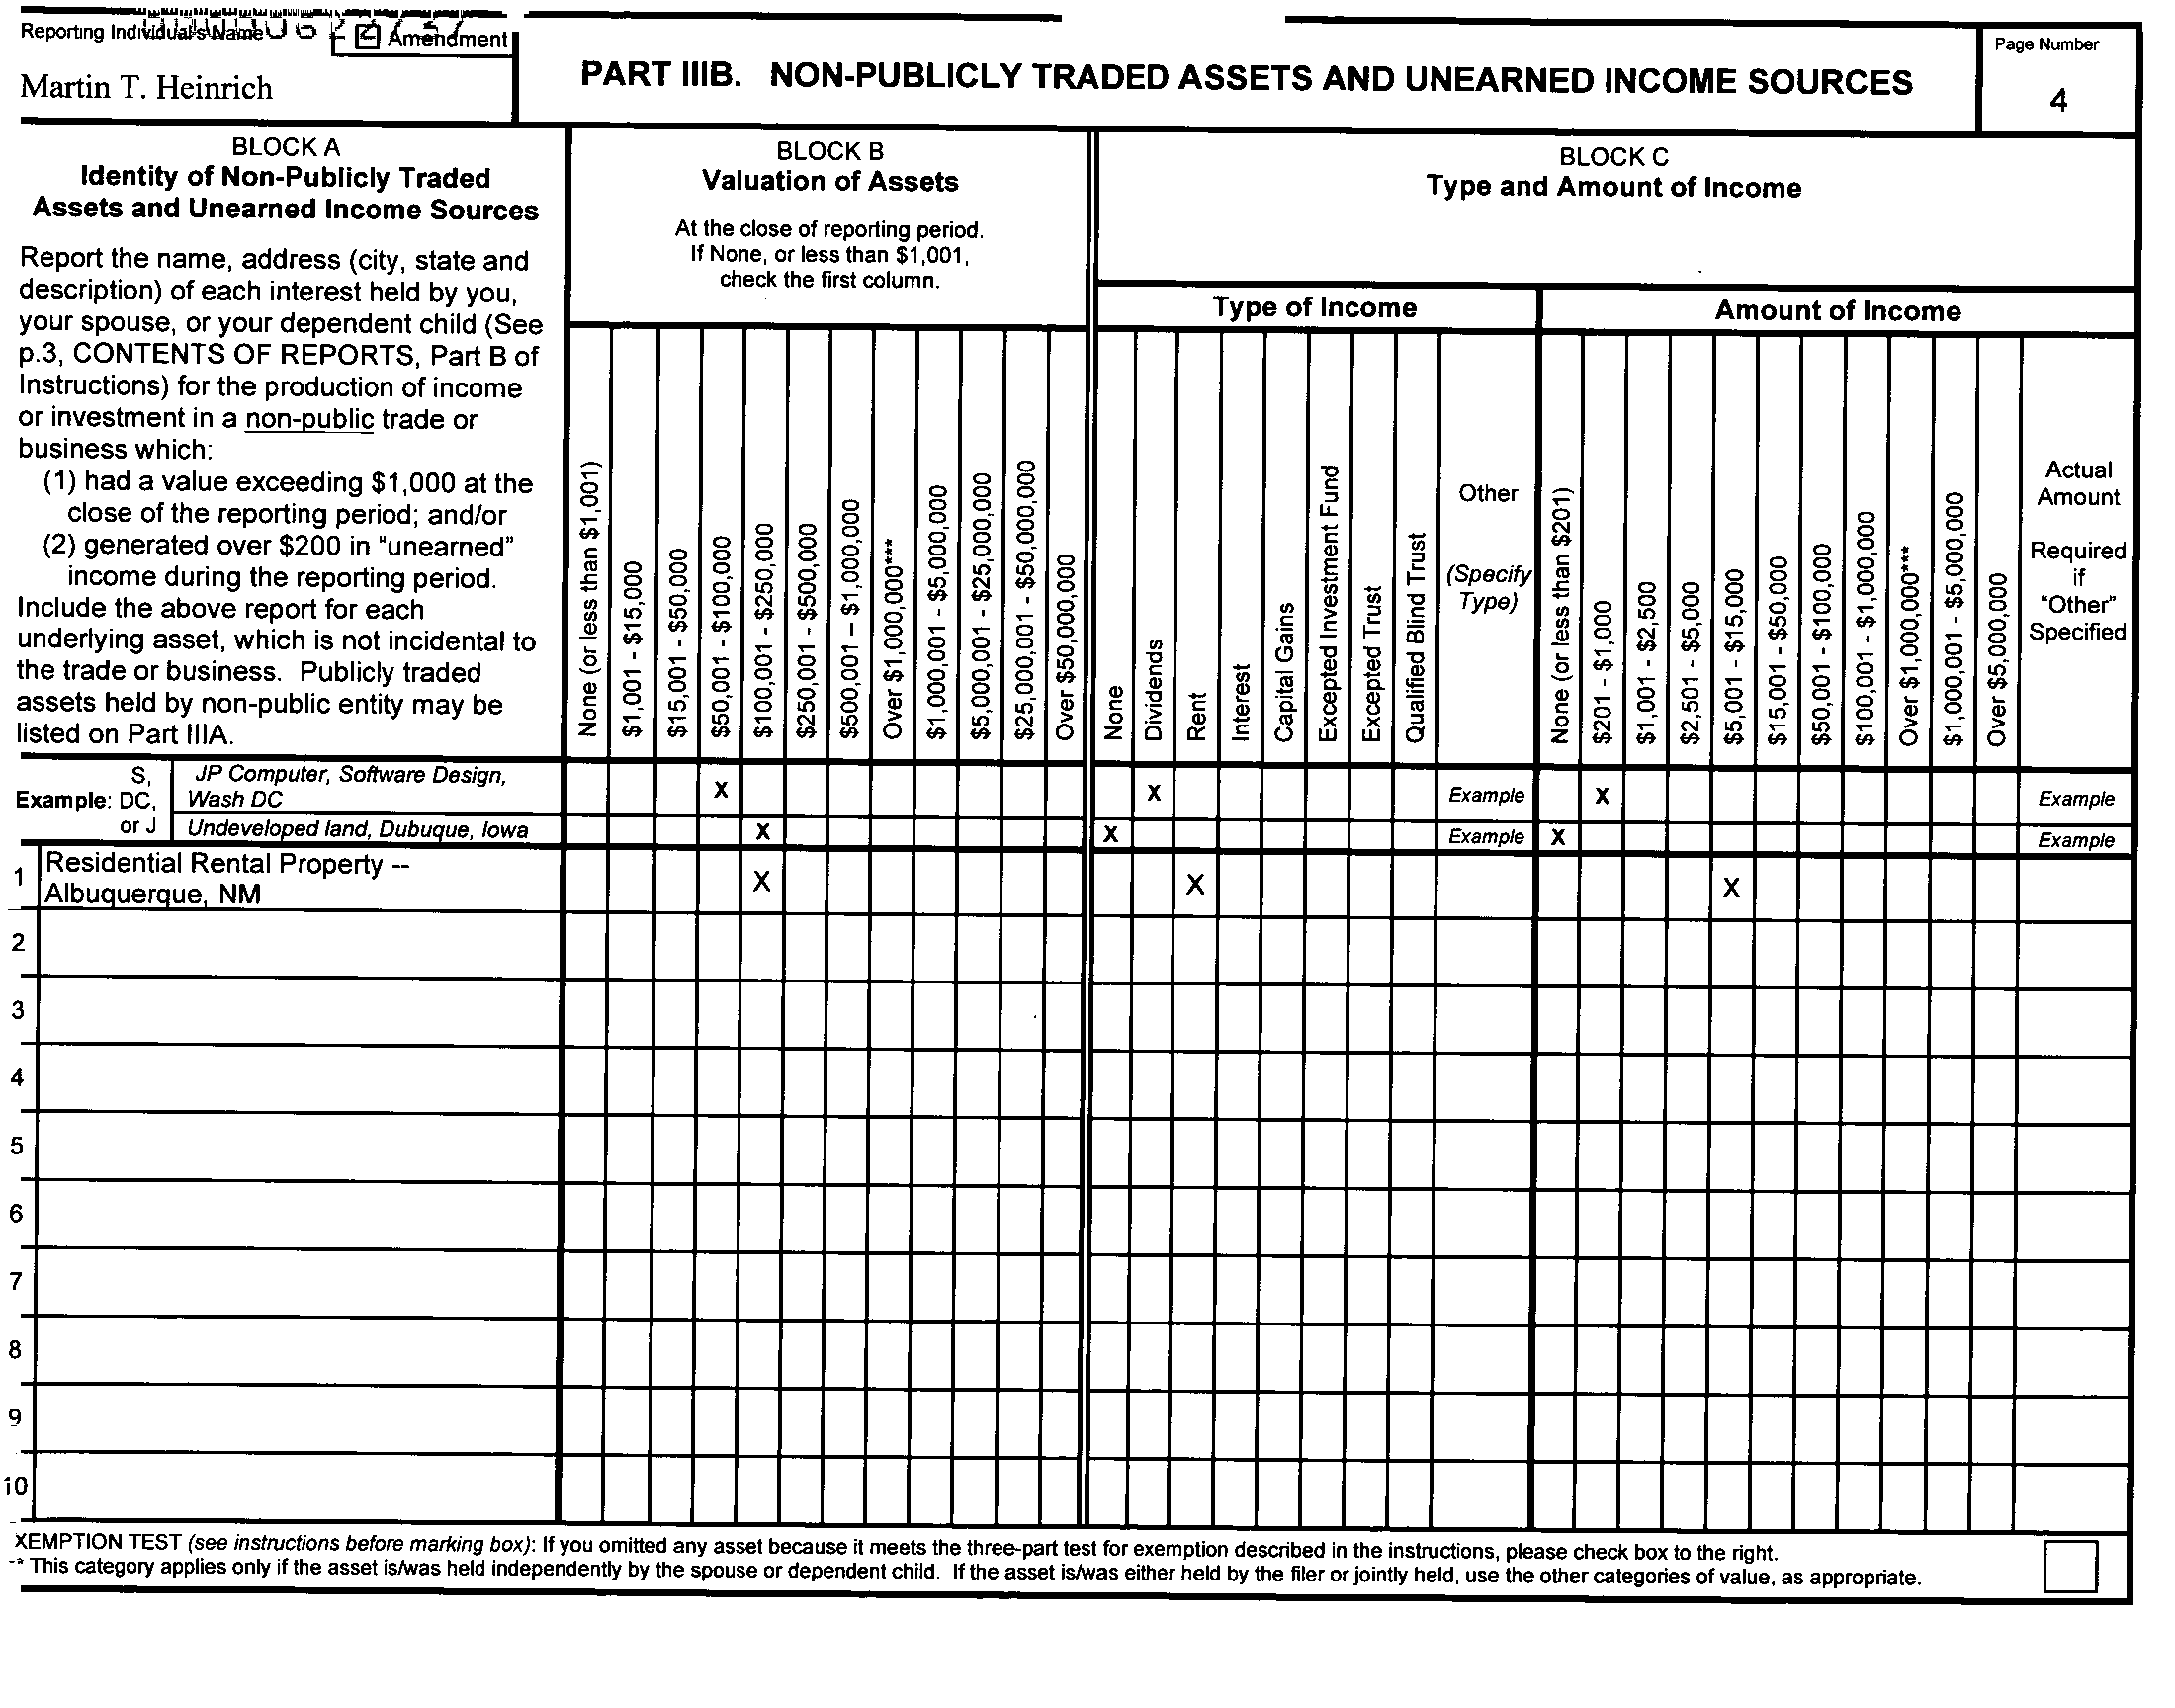 Reporting Individual's Name
Amendment
Martin T. Heinrich
PART IIIB. NON-PUBLICLY TRADED ASSETS AND UNEARNED INCOME SOURCES
Page Number
4
BLOCK A
Identity of Non-Publicly Traded
Assets and Unearned Income Sources
Report the name, address (city, state and
description) of each interest held by you,
your spouse, or your dependent child (See
p.3, CONTENTS OF REPORTS, Part B of
Instructions) for the production of income
or investment in a non-public trade or
business which:
(1) had a value exceeding $1,000 at the
close of the reporting period; and/or
(2) generated over $200 in "unearned"
income during the reporting period.
Include the above report for each
underlying asset, which is not incidental to
the trade or business. Publicly traded
assets held by non-public entity may be
listed on Part IIIA.
BLOCK B
Valuation of Assets
At the close of reporting period.
If None, or less than $1,001,
check the first column.
None (or less than $1,001)
$1,001 - $15,000
$15,001 - $50,000
$50,001 - $100,000
$100,001 - $250,000
$250,001 - $500,000
$500,001 – $1,000,000
Over $1,000,000***
$1,000,001 - $5,000,000
$5,000,001 - $25,000,000
$25,000,001 - $50,000,000
Over $50,000,000
BLOCK C
Type and Amount of Income
Type of Income
None
Dividends
Rent
Interest
Capital Gains
Excepted Investment Fund
Excepted Trust
Qualified Blind Trust
Other
(Specify
Type)
Amount of Income
None (or less than $201)
$201 - $1,000
$1,001 - $2,500
$2,501 - $5,000
$5,001 - $15,000
$15,001 - $50,000
$50,001 - $100,000
$100,001 - $1,000,000
Over $1,000,000***
$1,000,001 - $5,000,000
Over $5,000,000
Actual
Amount
Required
if
"Other"
Specified
Example:
S,
DC,
or J
JP Computer, Software Design,
Wash DC
X X Example X Example
Undeveloped land, Dubuque, Iowa X X Example X Example
1 Residential Rental Property --
Albuquerque, NM
X X X
2
3
4
5
6
7
8
9
10
XEMPTION TEST (see instructions before marking box): If you omitted any asset because it meets the three-part test for exemption described in the instructions, please check box to the right.
-* This category applies only if the asset is/was held independently by the spouse or dependent child. If the asset is/was either held by the filer or jointly held, use the other categories of value, as appropriate.